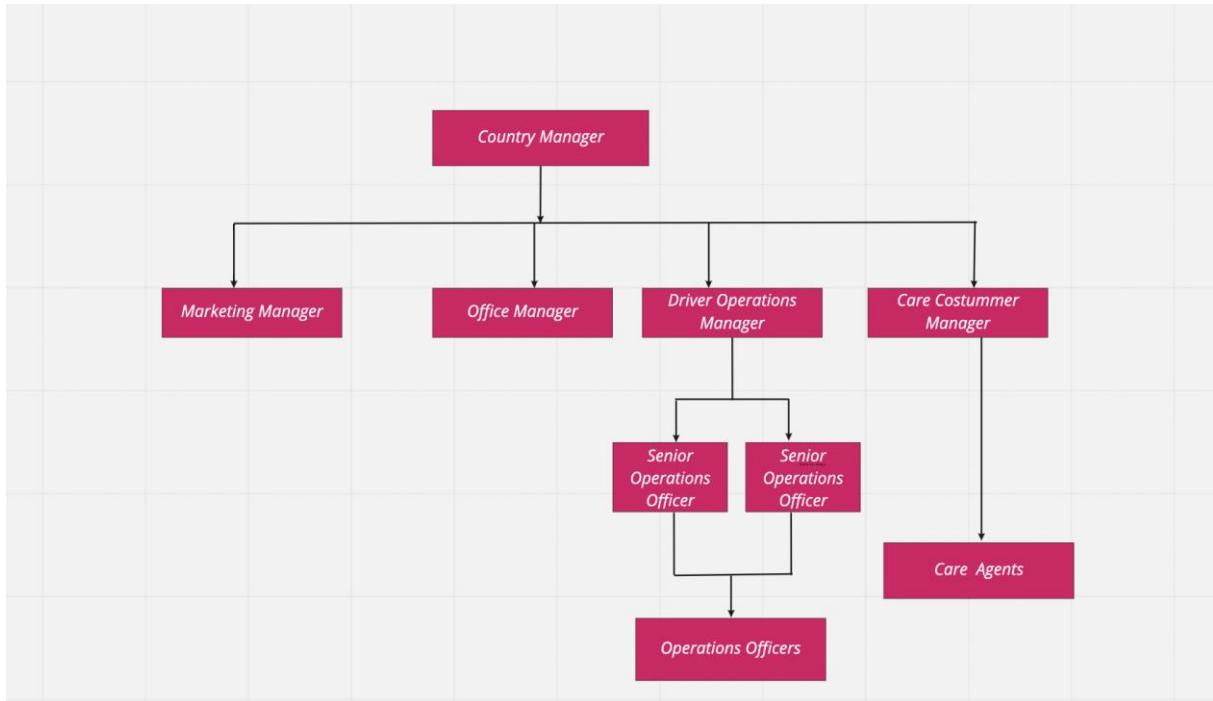 Country Manager
Marketing Manager
Office Manager
Driver Operations
Manager
Care Costummer
Manager
Senior
Operations
Officer
Senior
Operations
Officer
Care Agents
Operations Officers